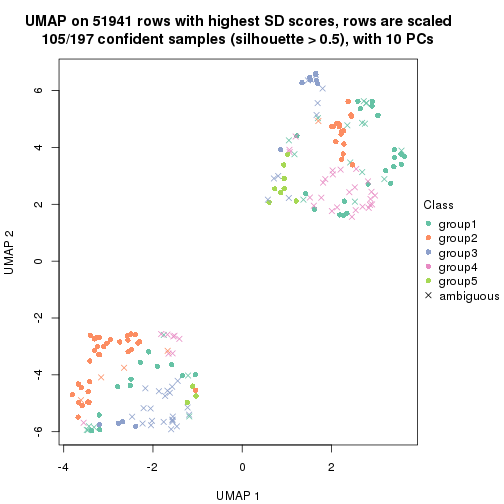 UMAP on 51941 rows with highest SD scores, rows are scaled
105/197 confident samples (silhouette > 0.5), with 10 PCs
6
4
2
0
-2
-4
-6
UMAP 2
-4
-2
0
2
UMAP 1
Class
group1
group2
group3
group4
group5
ambiguous